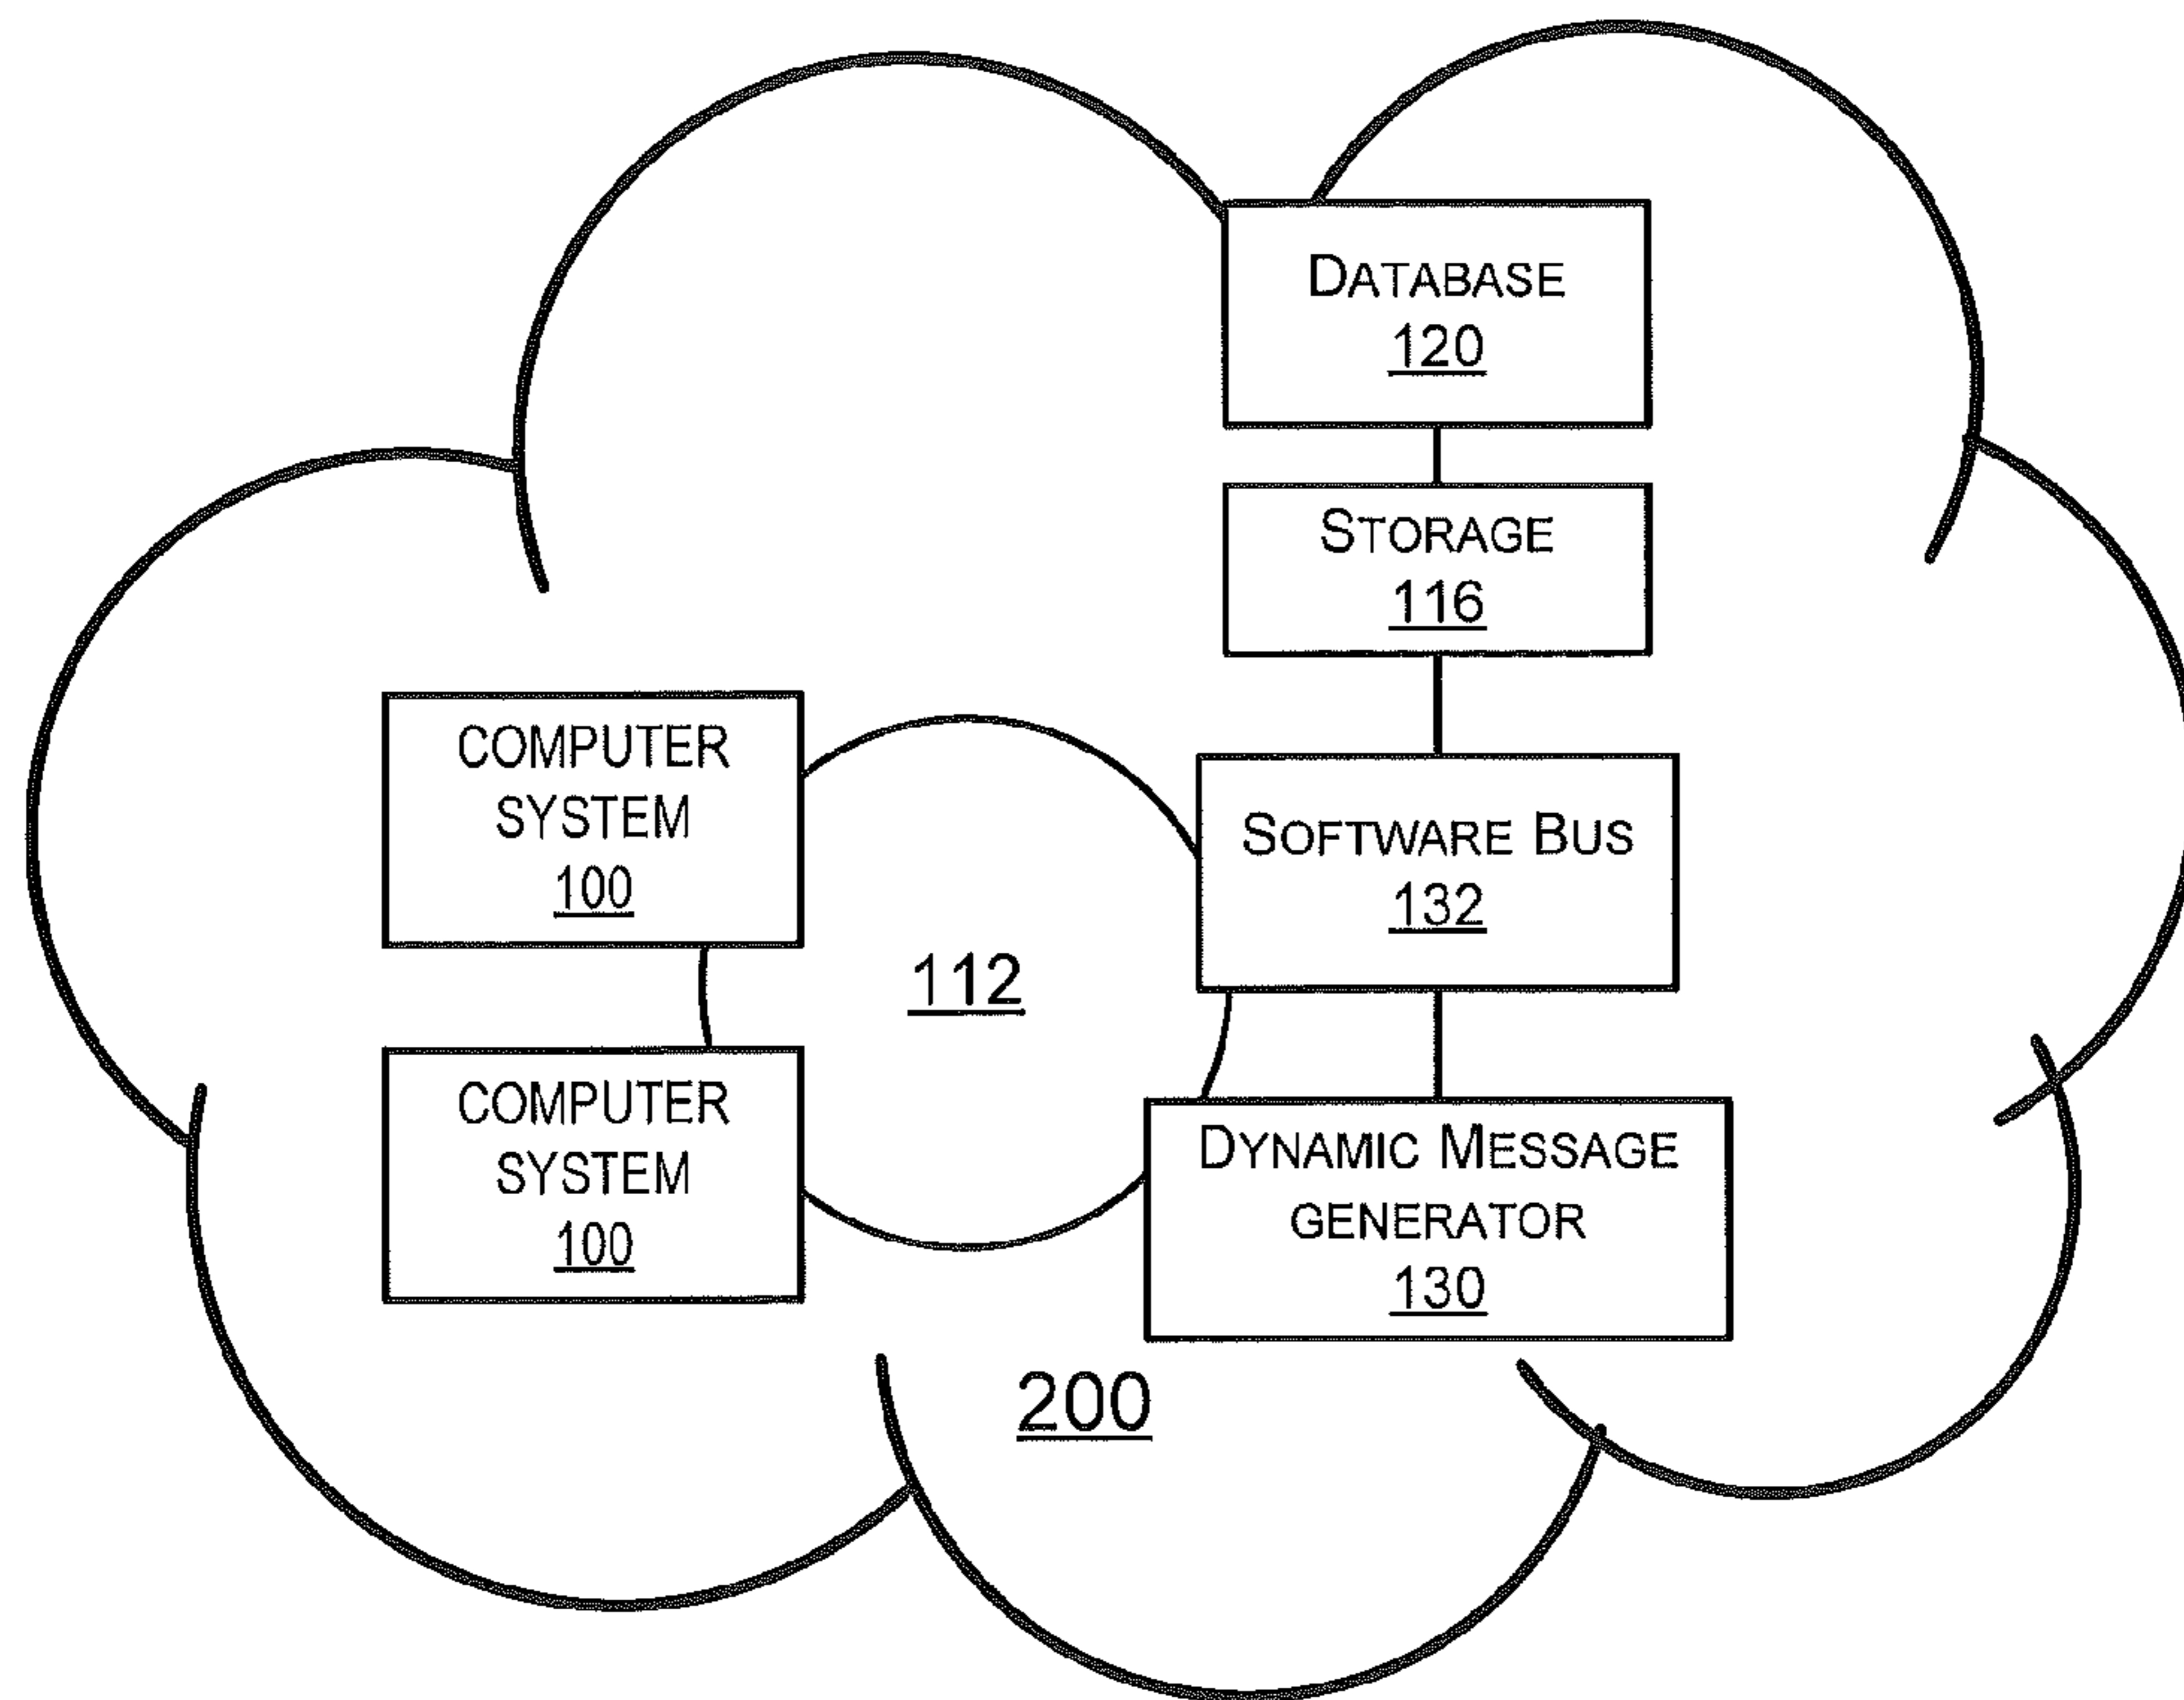 DATABASE
120
STORAGE
116
COMPUTER
SYSTEM
100
SOFTWARE BUS
132
112
COMPUTER
SYSTEM
100
DYNAMIC MESSAGE
GENERATOR
130
200